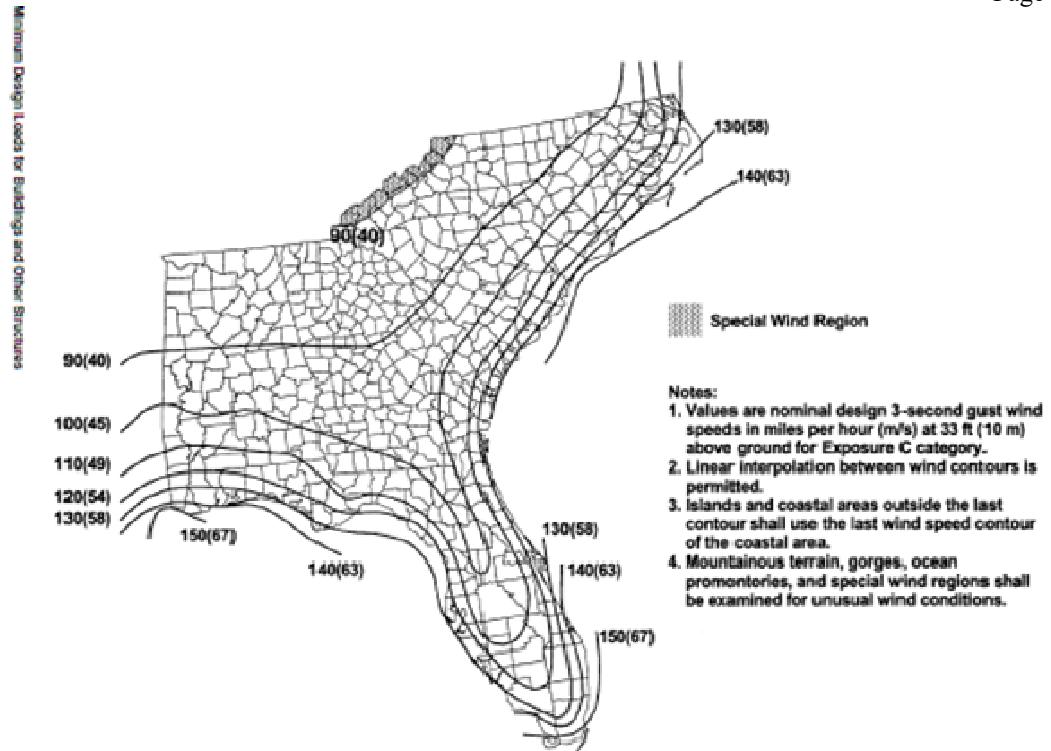 Minimum Design Loads for Buildings and Other Structures
130(58)
140(63)
90(40)
Special Wind Region
90(40)
100(45)
110(49)
120(54)
130(58)
150(67)
140(63)
130(58)
140(63)
150(67)
Notes:
1. Values are nominal design 3-second gust wind
speeds in miles per hour (m/s) at 33 ft (10 m)
above ground for Exposure C category.
2. Linear interpolation between wind contours is
permitted.
3. Islands and coastal areas outside the last
contour shall use the last wind speed contour
of the coastal area.
4. Mountainous terrain, gorges, ocean
promontories, and special wind regions shall
be examined for unusual wind conditions.